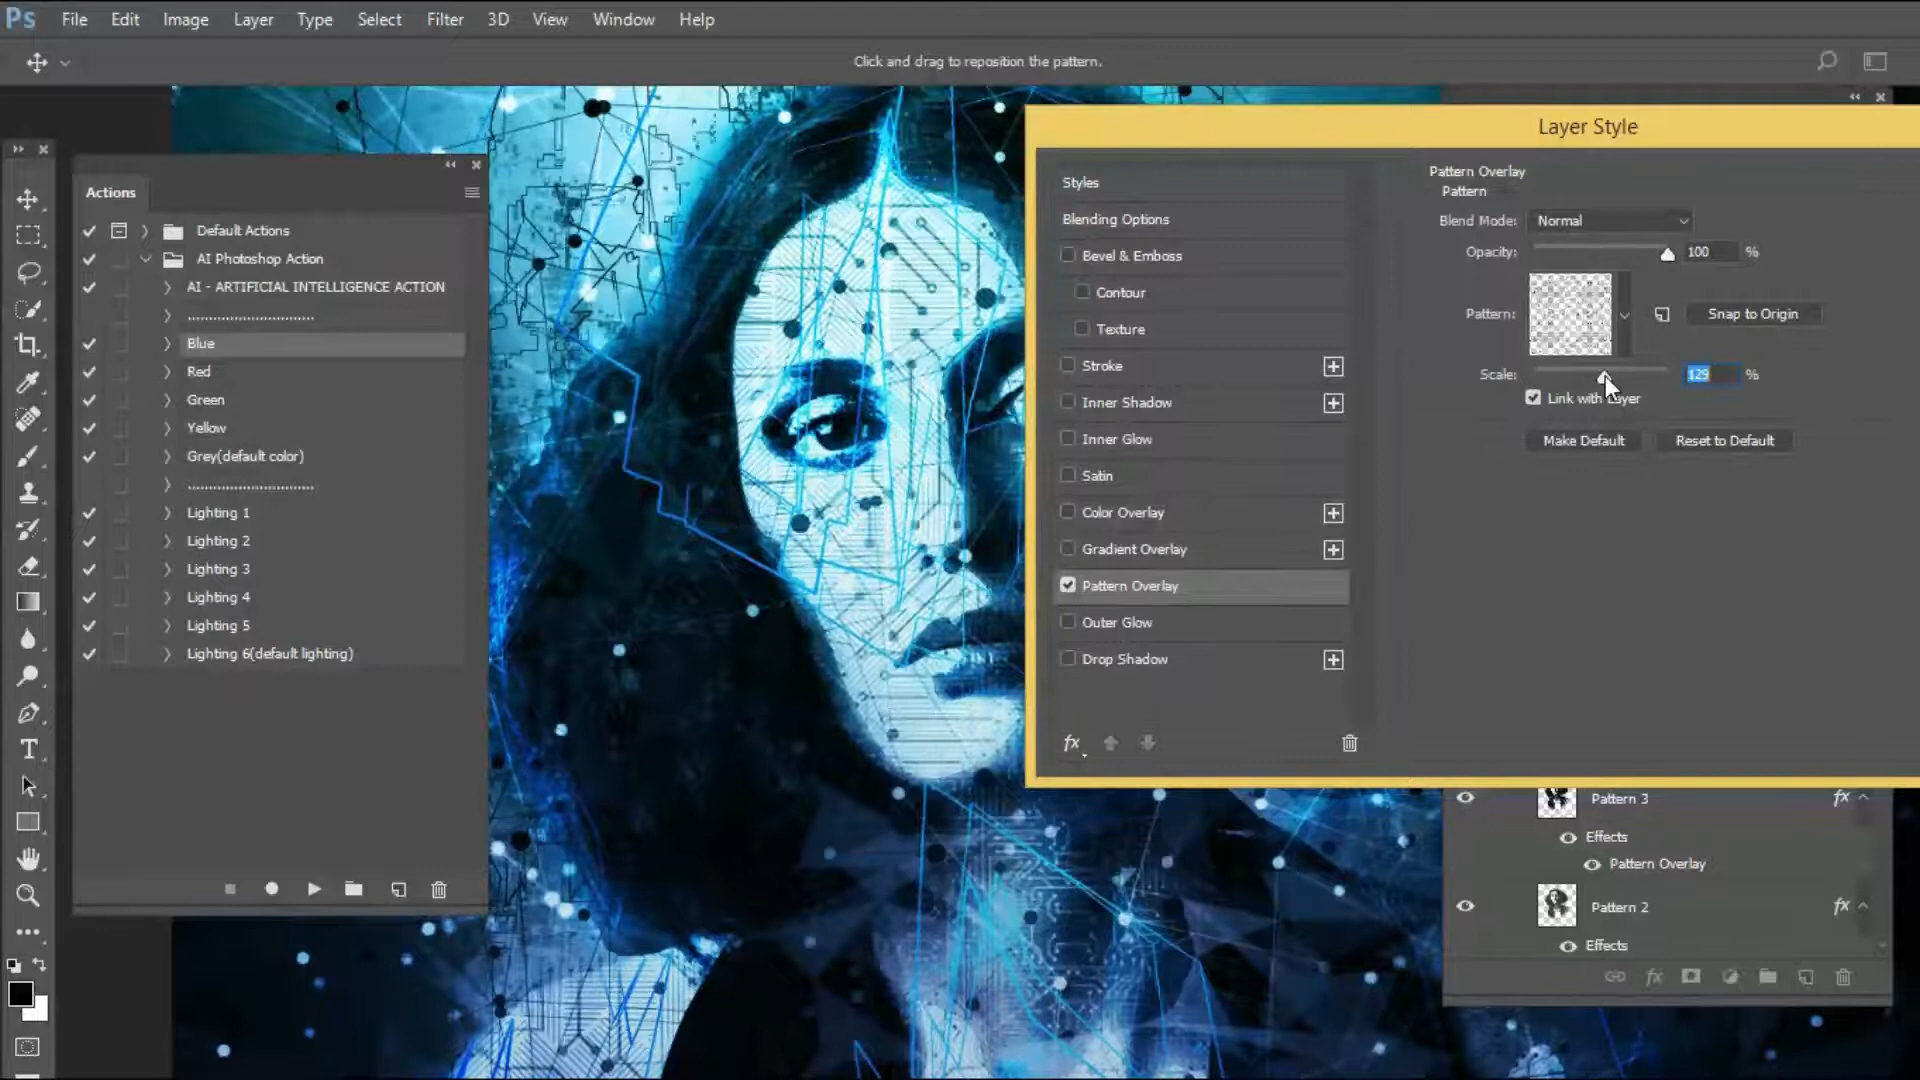 Ps File Edit Image Layer Type Select Filter 3D View Window Help
Click and drag to reposition the pattern.
Actions
Default Actions
AI Photoshop Action
AI - ARTIFICIAL INTELLIGENCE ACTION
..............................
Blue
Red
Green
Yellow
Grey(default color)
..............................
Lighting 1
Lighting 2
Lighting 3
Lighting 4
Lighting 5
Lighting 6(default lighting)
Layer Style
Styles
Blending Options
Bevel & Emboss
Contour
Texture
Stroke
Inner Shadow
Inner Glow
Satin
Color Overlay
Gradient Overlay
Pattern Overlay
Outer Glow
Drop Shadow
fx
Pattern Overlay
Pattern
Blend Mode: Normal
Opacity: 100 %
Pattern: Snap to Origin
Scale: 129 %
Link with Layer
Make Default Reset to Default
Pattern 3 fx
Effects
Pattern Overlay
Pattern 2 fx
Effects
fx
T